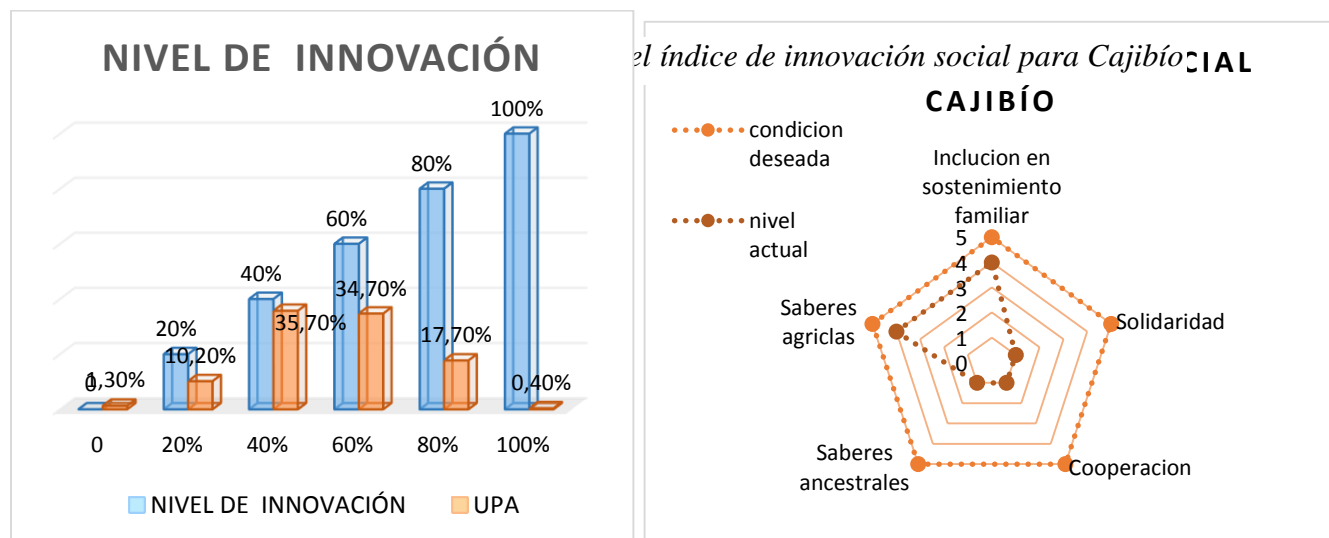 NIVEL DE INNOVACIÓN
100%
80%
60%
40%
34,70%
35,70%
20%
17,70%
10,20%
0
1,30%
0,40%
0 20% 40% 60% 80% 100%
NIVEL DE INNOVACIÓN UPA
el índice de innovación social para Cajibío
CIAL
CAJIBÍO
condicion
deseada
nivel
actual
Inclucion en
sostenimiento
familiar
5
4
3
2
1
0
Solidaridad
Cooperacion
Saberes
ancestrales
Saberes
agriclas